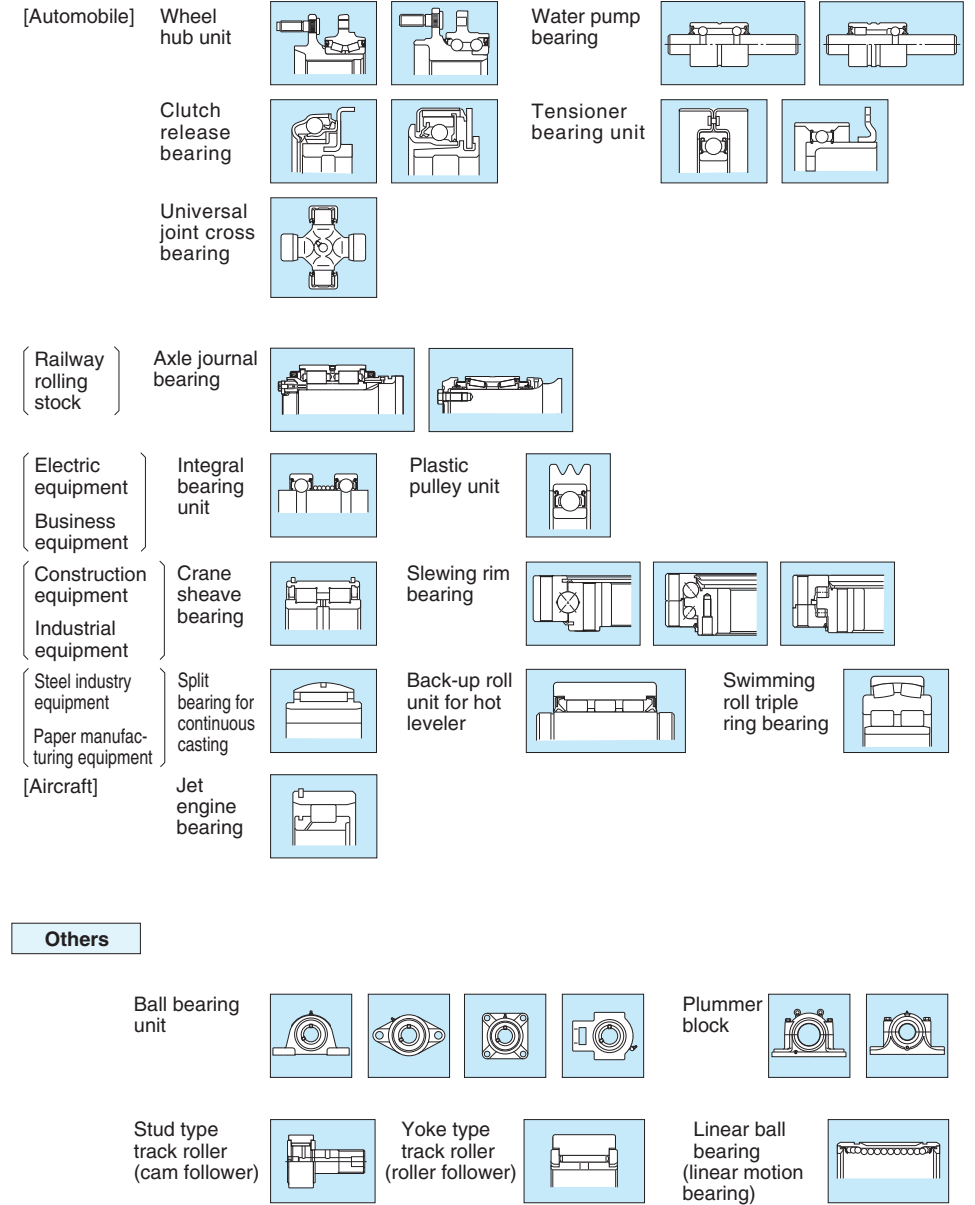 [Automobile]
Wheel
hub unit
Water pump
bearing
Clutch
release
bearing
Tensioner
bearing unit
Universal
joint cross
bearing
Railway
rolling
stock
Axle journal
bearing
Electric
equipment
Business
equipment
Integral
bearing
unit
Plastic
pulley unit
Construction
equipment
Industrial
equipment
Crane
sheave
bearing
Slewing rim
bearing
Steel industry
equipment
Paper manufac-
turing equipment
Split
bearing for
continuous
casting
Back-up roll
unit for hot
leveler
Swimming
roll triple
ring bearing
[Aircraft]
Jet
engine
bearing
Others
Ball bearing
unit
Plummer
block
Stud type
track roller
(cam follower)
Yoke type
track roller
(roller follower)
Linear ball
bearing
(linear motion
bearing)